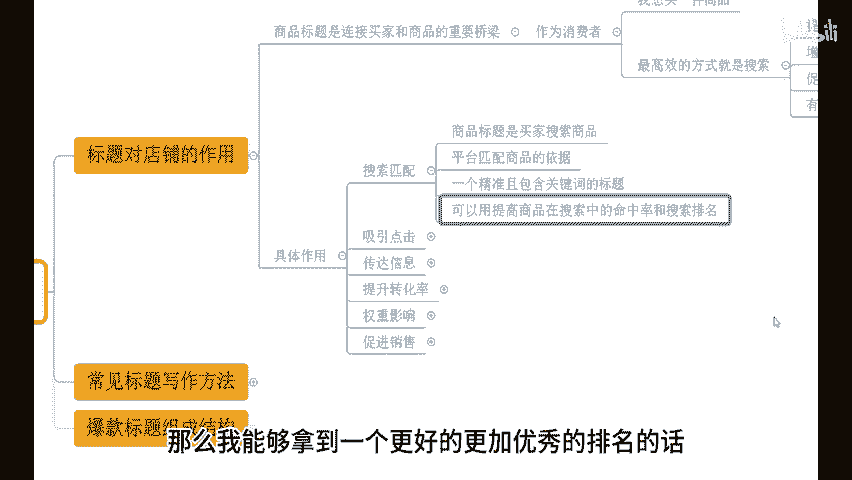 我想买一件商品
商品标题是连接买家和商品的重要桥梁
作为消费者
最高效的方式就是搜索
增
促
有
标题对店铺的作用
商品标题是买家搜索商品
平台匹配商品的依据
搜索匹配
一个精准且包含关键词的标题
可以用提高商品在搜索中的命中率和搜索排名
吸引点击
具体作用
传达信息
提升转化率
权重影响
促进销售
常见标题写作方法
爆款标题组成结构
那么我能够拿到一个更好的更加优秀的排名的话